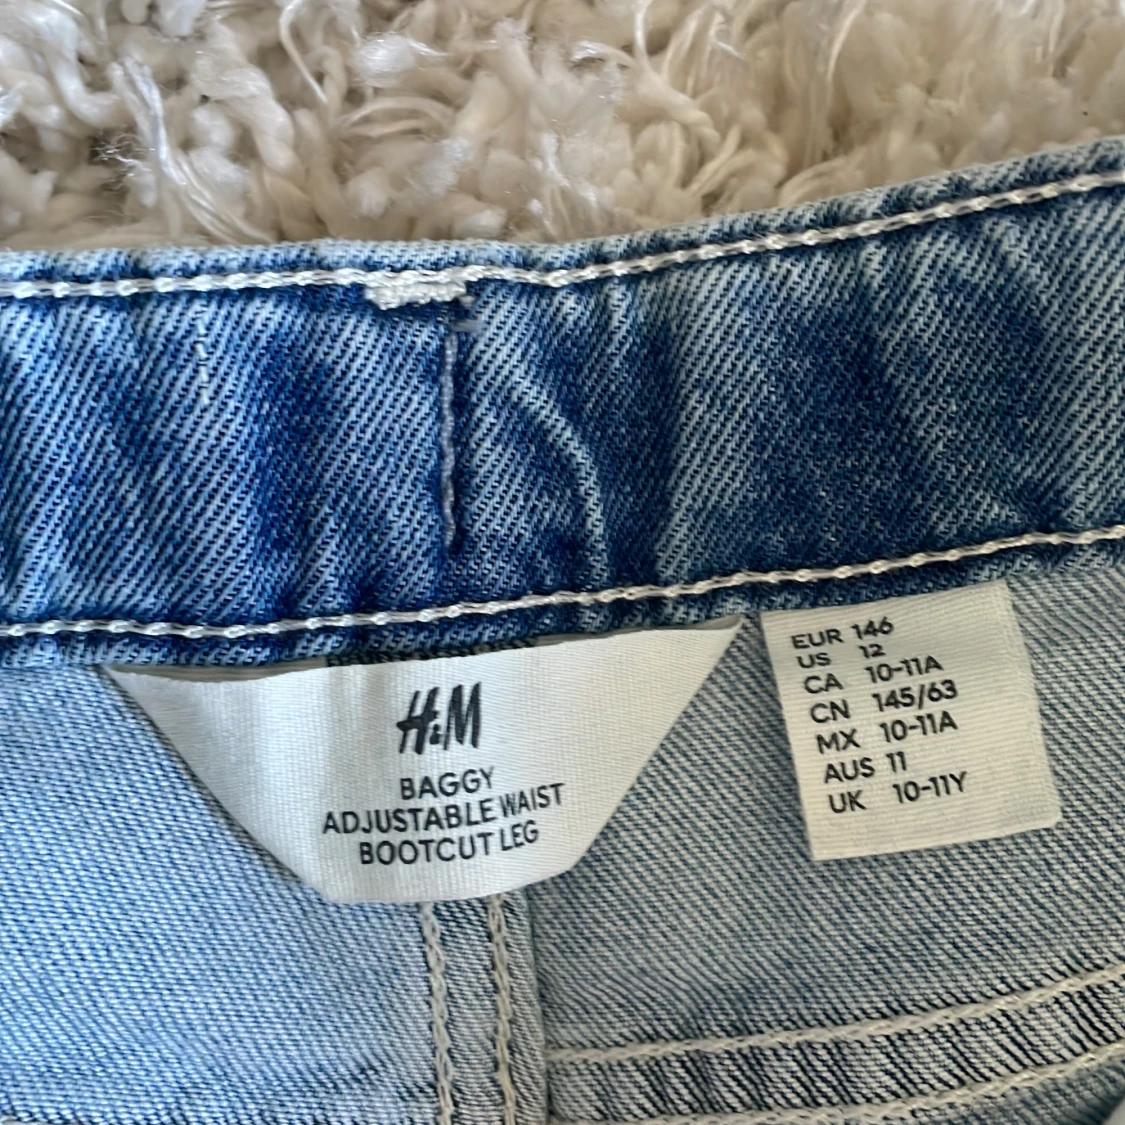 H&M
BAGGY
ADJUSTABLE WAIST
BOOTCUT LEG
EUR 146
US 12
CA 10-11A
CN 145/63
MX 10-11A
AUS 11
UK 10-11Y